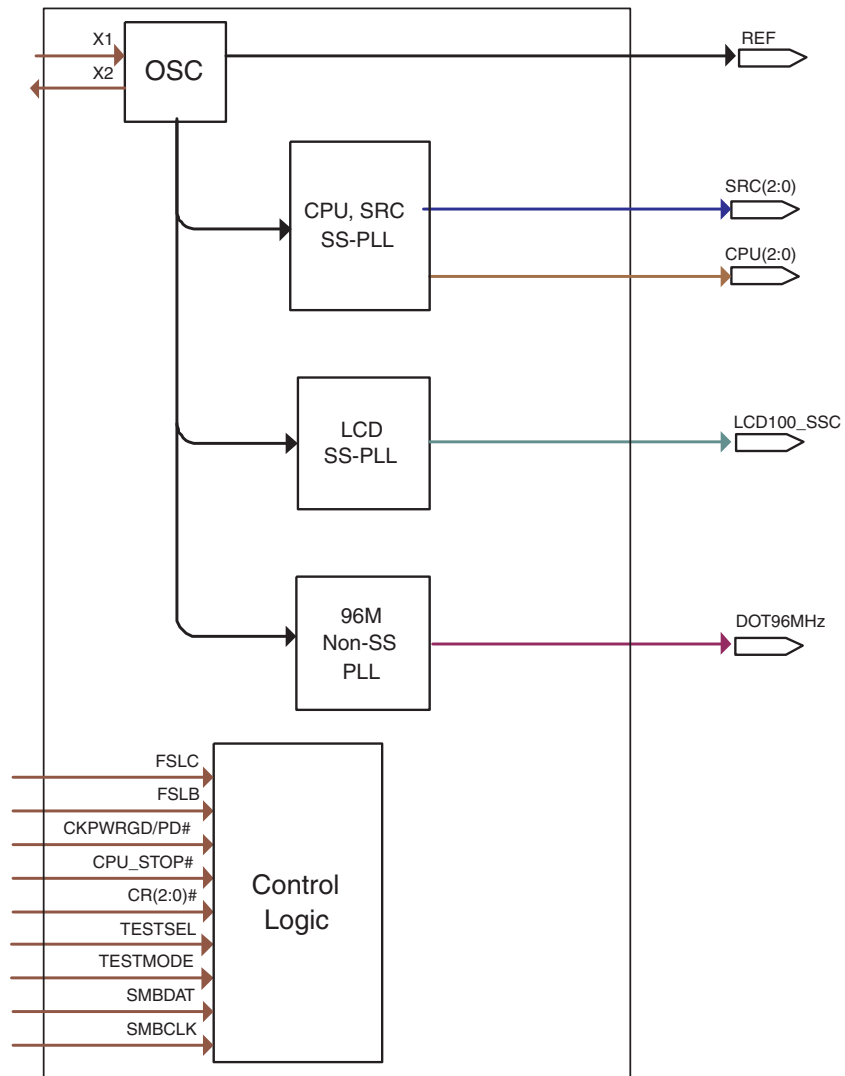 X1
X2
OSC
REF
CPU, SRC
SS-PLL
SRC(2:0)
CPU(2:0)
LCD
SS-PLL
LCD100_SSC
96M
Non-SS
PLL
DOT96MHz
FSLC
FSLB
CKPWRGD/PD#
CPU_STOP#
CR(2:0)#
TESTSEL
TESTMODE
SMBDAT
SMBCLK
Control
Logic